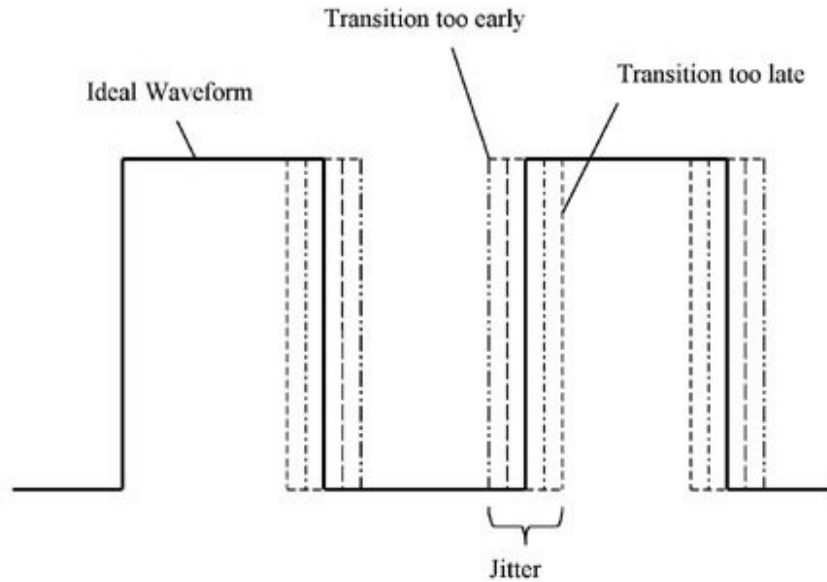 Transition too early
Transition too late
Ideal Waveform
Jitter